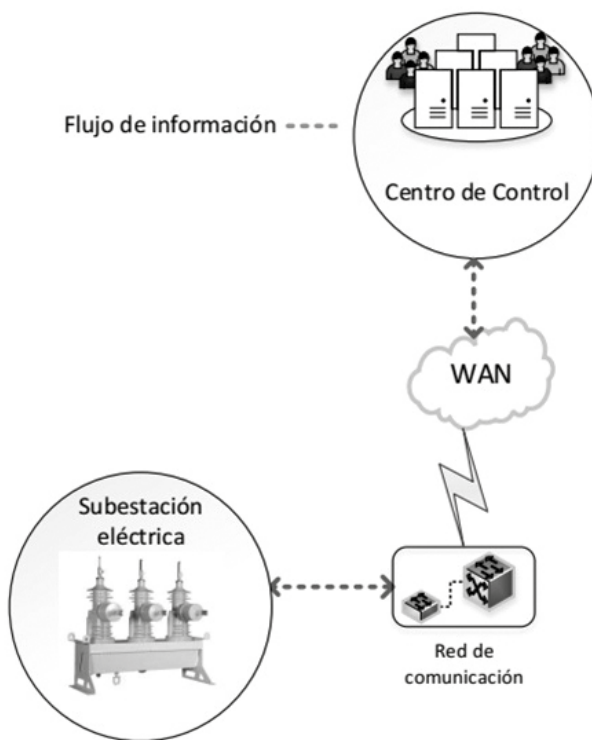 Flujo de información
Centro de Control
WAN
Subestación
eléctrica
Red de
comunicación